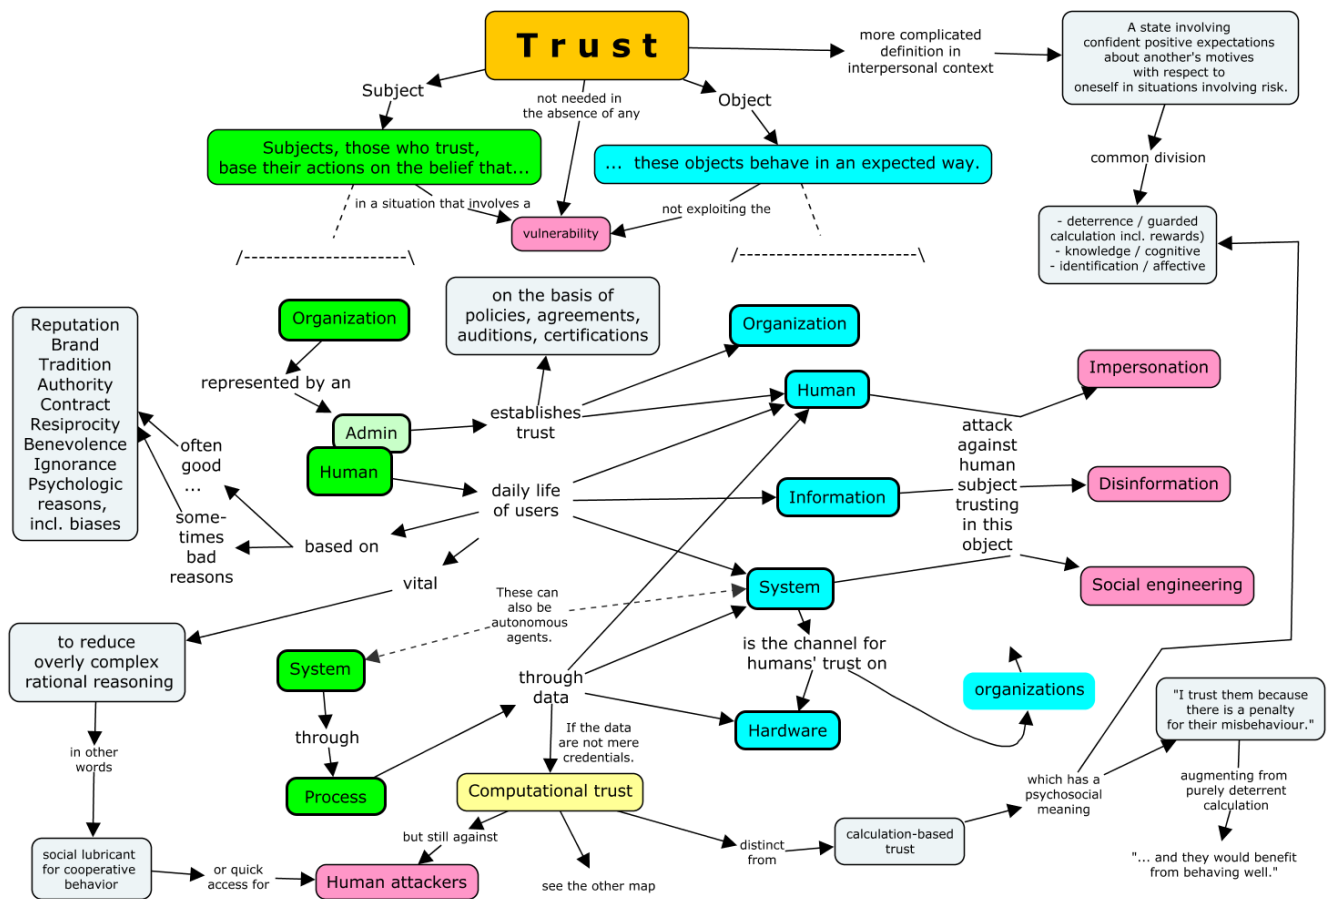 Trust
more complicated
definition in
interpersonal context
A state involving
confident positive expectations
about another's motives
with respect to
oneself in situations involving risk.
Subject
not needed in
the absence of any
Object
Subjects, those who trust,
base their actions on the belief that...
... these objects behave in an expected way.
common division
in a situation that involves a
not exploiting the
vulnerability
- deterrence / guarded
calculation incl. rewards)
- knowledge / cognitive
- identification / affective
/--------------------\
/----------------------\
Reputation
Brand
Tradition
Authority
Contract
Resiprocity
Benevolence
Ignorance
Psychologic
reasons,
incl. biases
Organization
on the basis of
policies, agreements,
auditions, certifications
Organization
represented by an
Human
Impersonation
Admin
establishes
trust
Human
often
good
...
some-
times
bad
reasons
based on
daily life
of users
Information
attack
against
human
subject
trusting
in this
object
Disinformation
vital
These can
also be
autonomous
agents.
System
Social engineering
to reduce
overly complex
rational reasoning
System
is the channel for
humans' trust on
organizations
through
data
"I trust them because
there is a penalty
for their misbehaviour."
through
If the data
are not mere
credentials.
Hardware
in other
words
Process
Computational trust
which has a
psychosocial
meaning
augmenting from
purely deterrent
calculation
social lubricant
for cooperative
behavior
or quick
access for
but still against
Human attackers
see the other map
distinct
from
calculation-based
trust
"... and they would benefit
from behaving well."